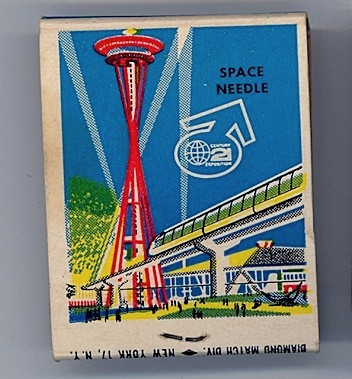 SPACE
NEEDLE
CENTURY
21
EXPOSITION
DIAMOND MATCH DIV. NEW YORK 17, N.Y.